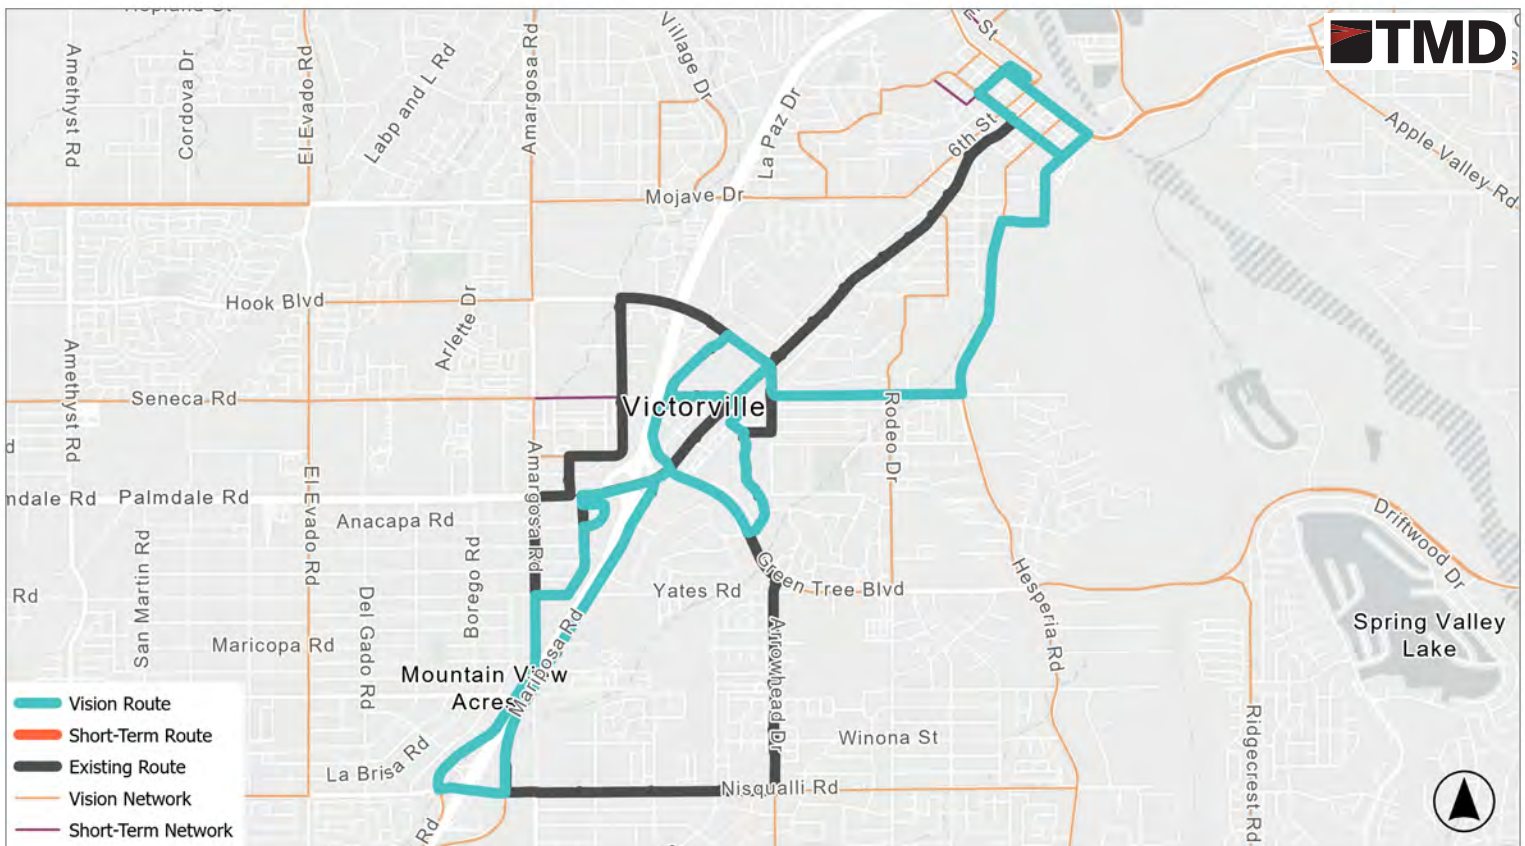 Hopland St
E St
TMD
Amethyst Rd
Cordova Dr
El Evado Rd
Labp and L Rd
Amargosa Rd
Village Dr
La Paz Dr
6th St
Apple Valley Rd
Mojave Dr
Hook Blvd
Arlette Dr
Amethyst Rd
Seneca Rd
Victorville
Rodeo Dr
d
ndale Rd
Palmdale Rd
Anacapa Rd
El Evado Rd
Amargosa Rd
San Martin Rd
Borego Rd
Rd
Del Gado Rd
Maricopa Rd
Yates Rd
Green Tree Blvd
Hesperia Rd
Driftwood Dr
Spring Valley
Lake
Mountain View
Acres
Mariposa Rd
Arrowhead Dr
Winona St
Ridgecrest Rd
La Brisa Rd
Nisqualli Rd
Rd
Vision Route
Short-Term Route
Existing Route
Vision Network
Short-Term Network